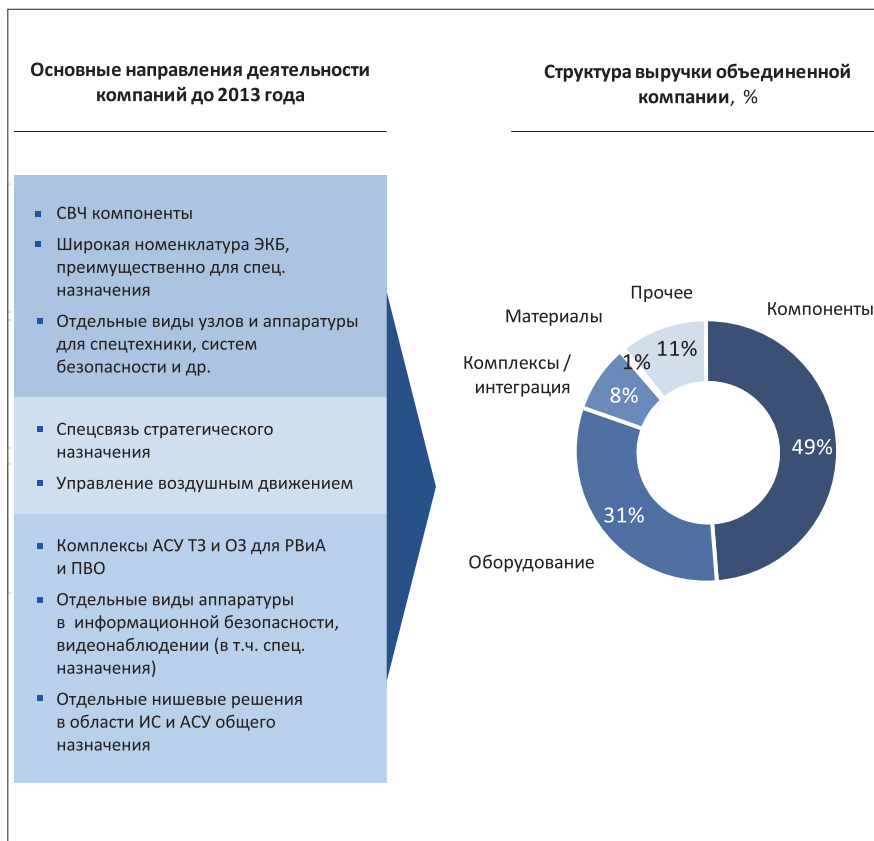 Основные направления деятельности
компаний до 2013 года
СВЧ компоненты
Широкая номенклатура ЭКБ,
преимущественно для спец.
назначения
Отдельные виды узлов и аппаратуры
для спецтехники, систем
безопасности и др.
Спецсвязь стратегического
назначения
Управление воздушным движением
Комплексы АСУ ТЗ и ОЗ для РВиА
и ПВО
Отдельные виды аппаратуры
в информационной безопасности,
видеонаблюдении (в т.ч. спец.
назначения)
Отдельные нишевые решения
в области ИС и АСУ общего
назначения
Структура выручки объединенной
компании, %
Прочее
Компоненты
Материалы
Комплексы /
интеграция
11%
1%
8%
49%
31%
Оборудование